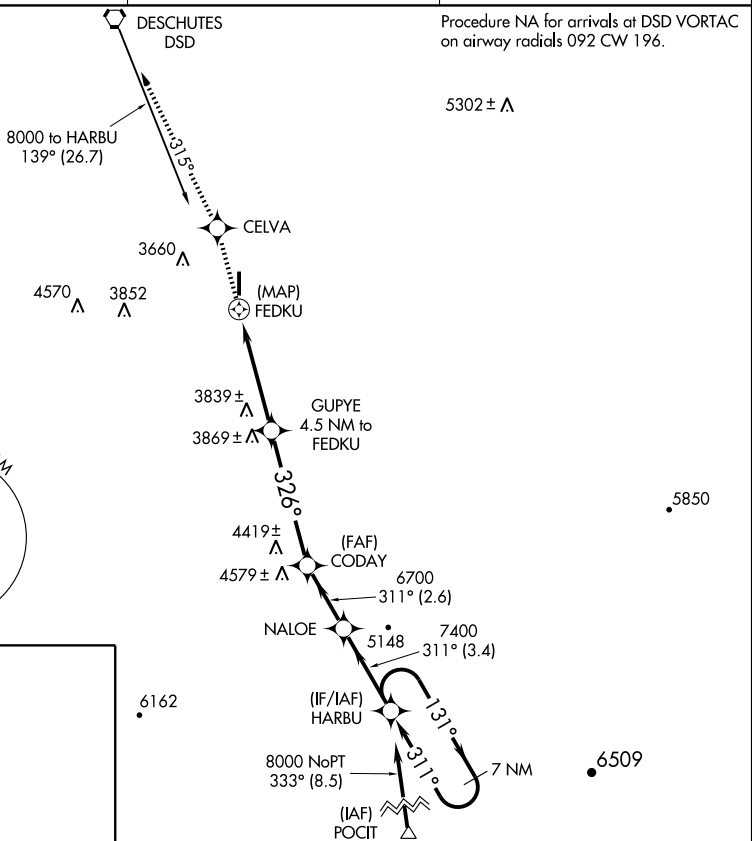 DESCHUTES
DSD
Procedure NA for arrivals at DSD VORTAC
on airway radials 092 CW 196.
5302 ±
8000 to HARBU
139° (26.7)
315°
CELVA
3660
4570
3852
(MAP)
FEDKU
3839 ±
3869 ±
GUPYE
4.5 NM to
FEDKU
M
326°
5850
4419 ±
4579 ±
(FAF)
CODAY
6700
311° (2.6)
NALOE
5148
7400
311° (3.4)
6162
(IF/IAF)
HARBU
131°
311°
7 NM
6509
8000 NoPT
333° (8.5)
(IAF)
POCIT